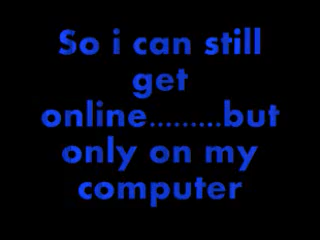 So i can still
get
online.........but
only on my
computer